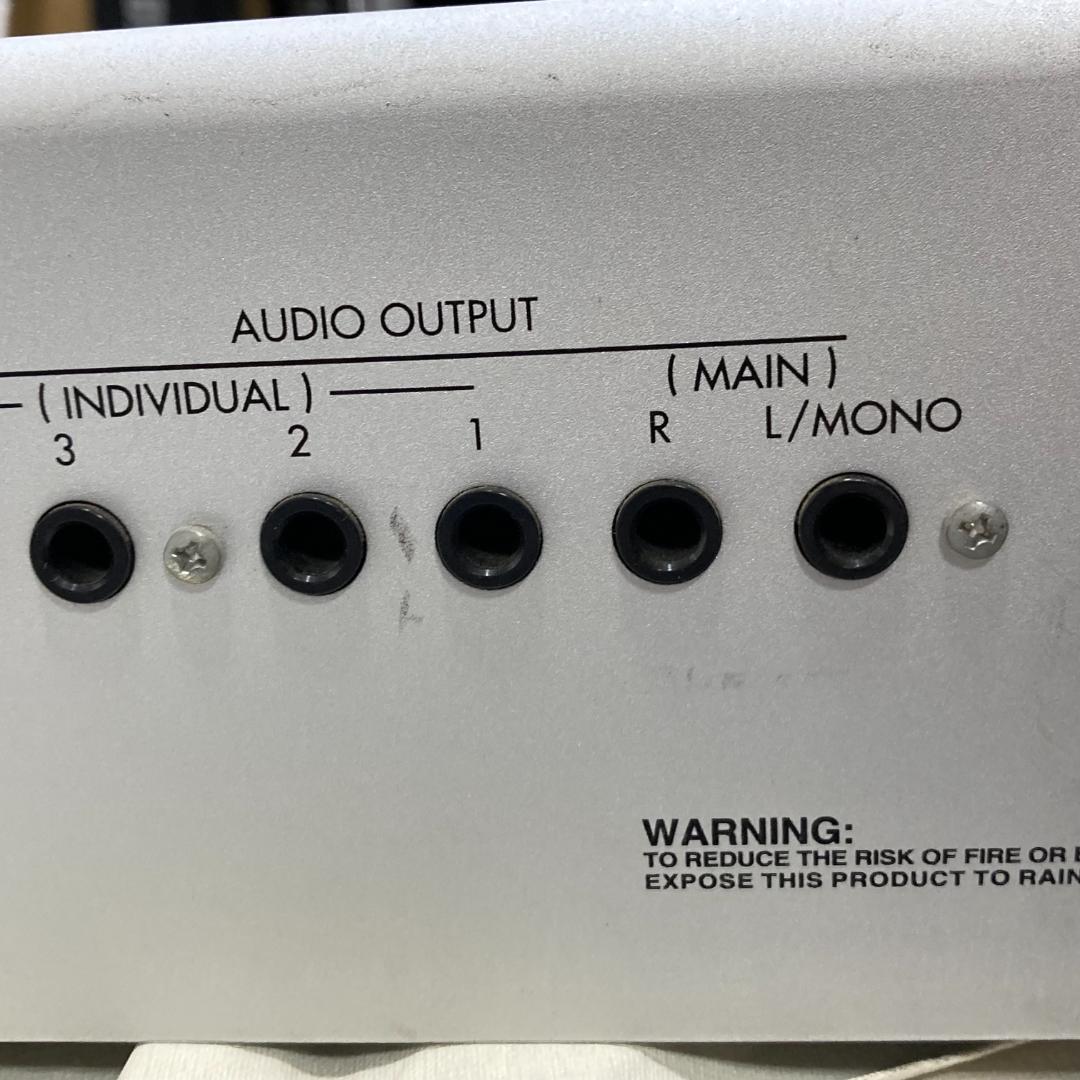 AUDIO OUTPUT
( INDIVIDUAL ) ( MAIN )
3 2 1 R L/MONO
WARNING:
TO REDUCE THE RISK OF FIRE OR
EXPOSE THIS PRODUCT TO RAIN